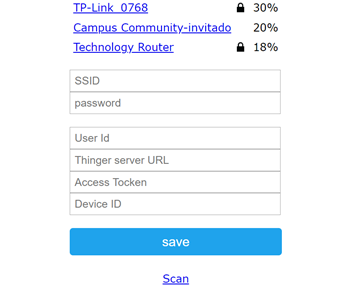 TP-Link_0768 30%
Campus Community-invitado 20%
Technology Router 18%
SSID
password
User Id
Thinger server URL
Access Tocken
Device ID
save
Scan